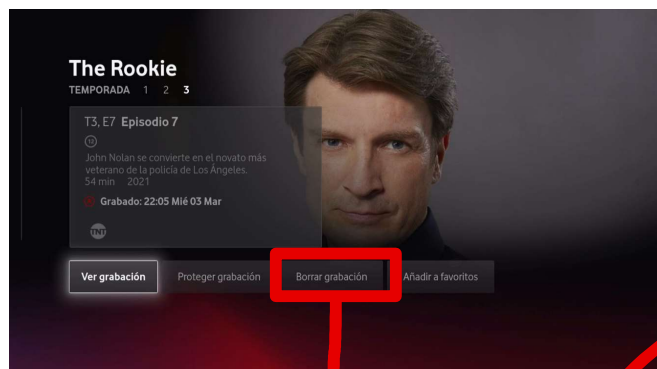 The Rookie
TEMPORADA 1 2 3
T3, E7 Episodio 7
12
John Nolan se convierte en el novato más
veterano de la policía de Los Ángeles.
54 min 2021
Grabado: 22:05 Mié 03 Mar
TNT
Ver grabación Proteger grabación Borrar grabación Añadir a favoritos